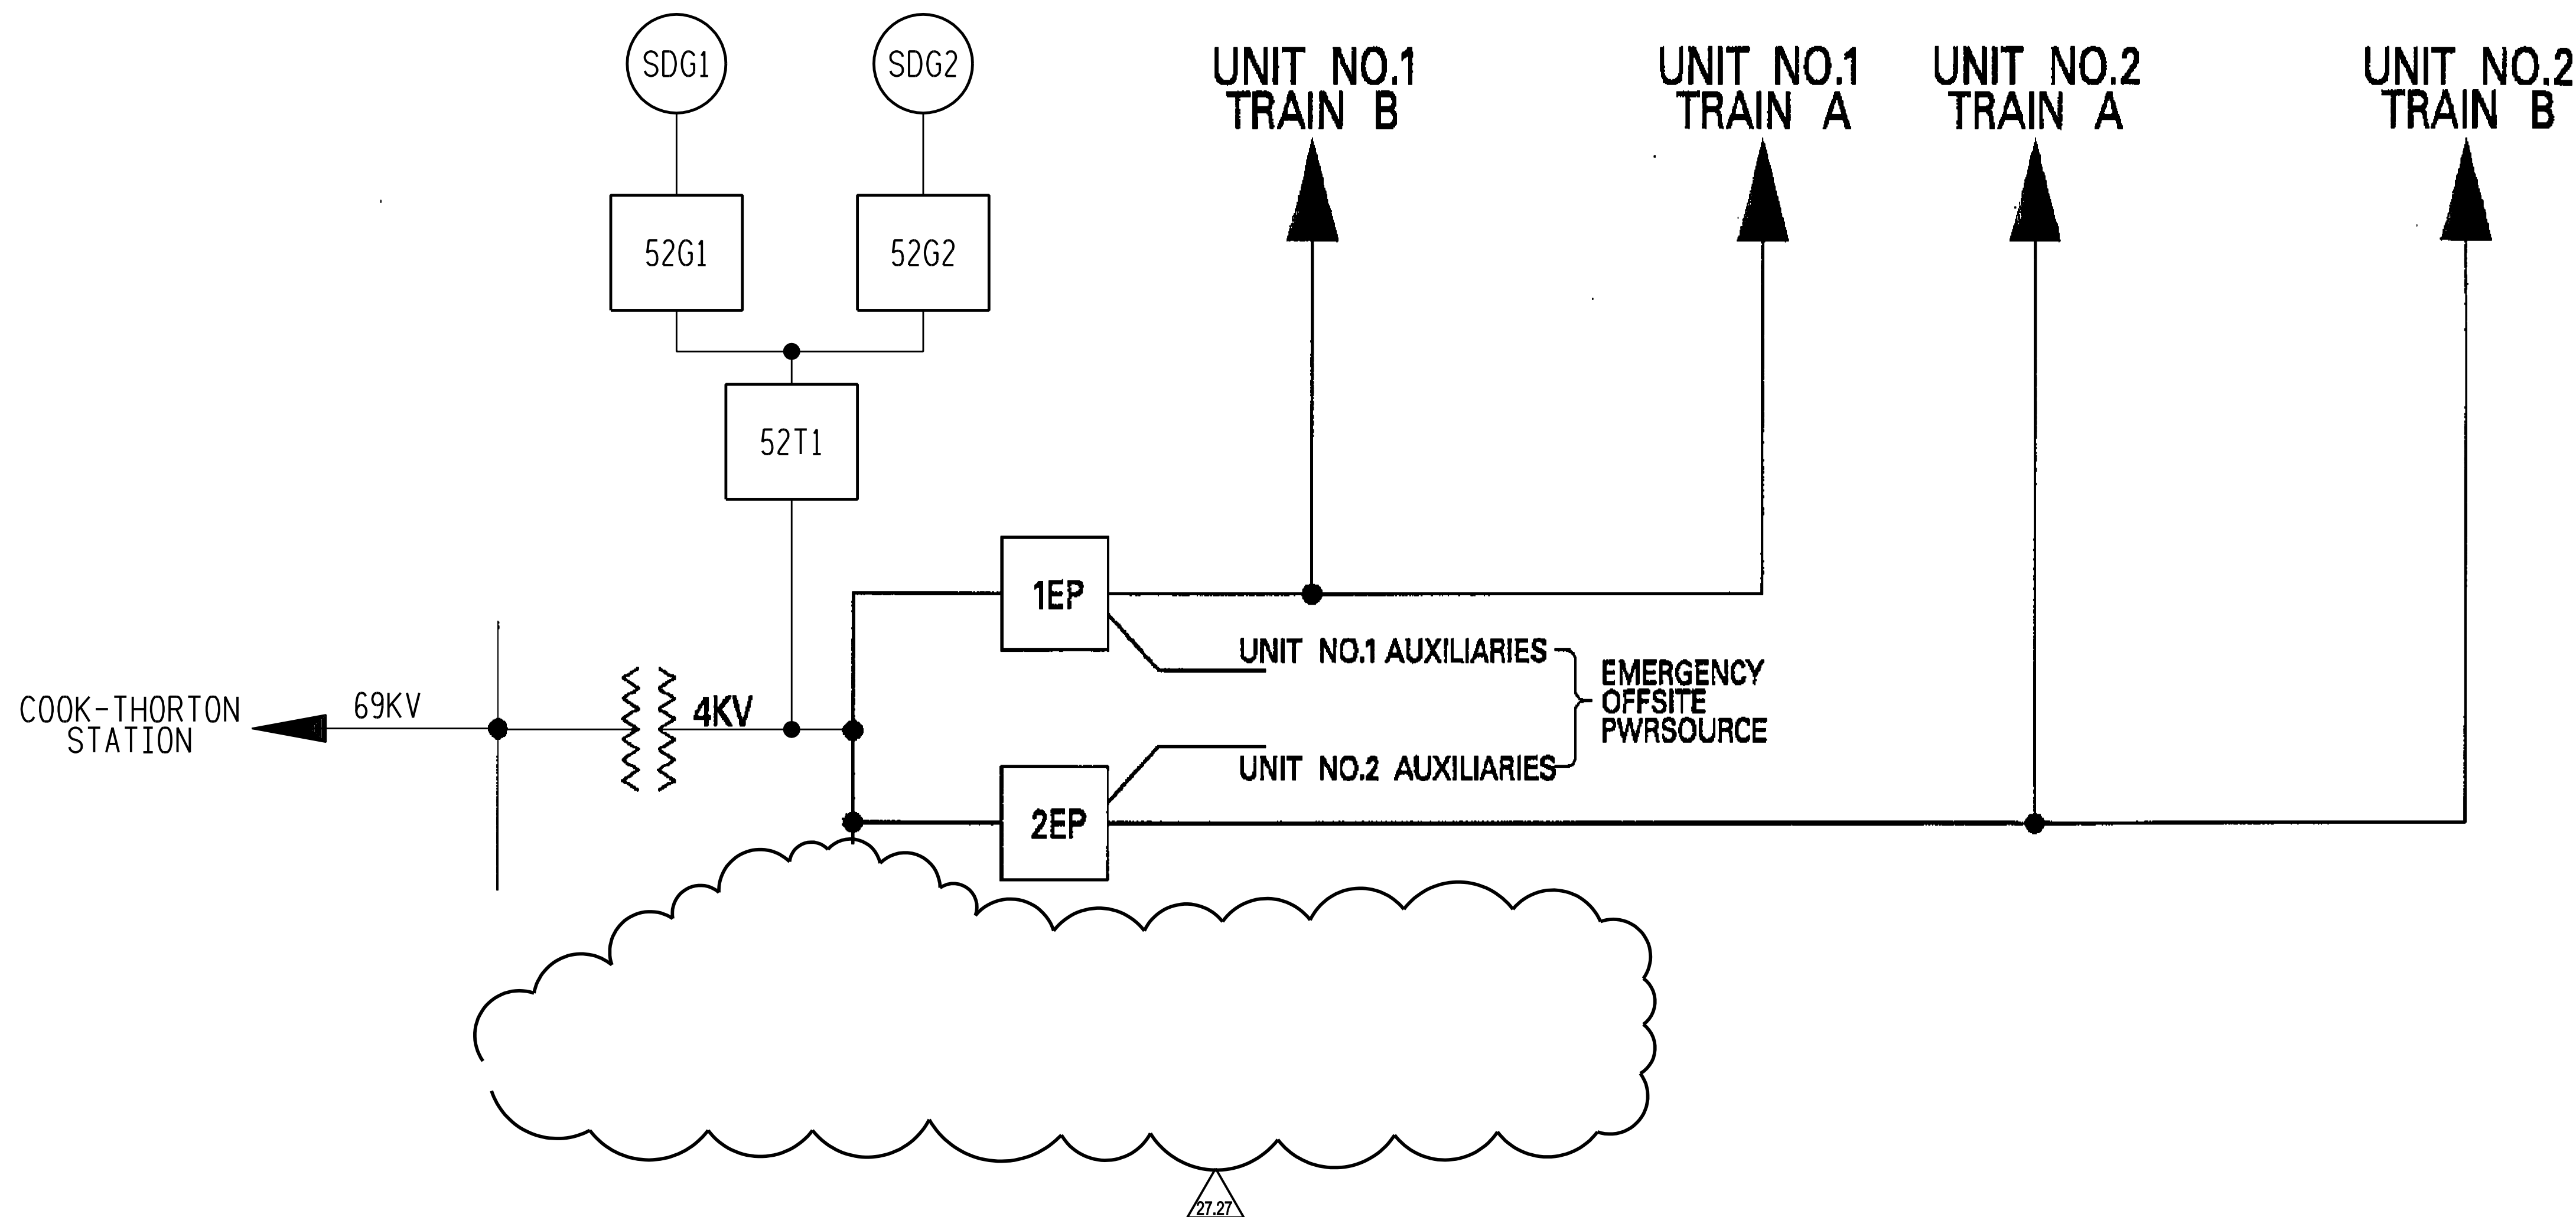 SDG1
SDG2
UNIT NO.1
TRAIN B
UNIT NO.1
TRAIN A
UNIT NO.2
TRAIN A
UNIT NO.2
TRAIN B
52G1
52G2
52T1
1EP
UNIT NO.1 AUXILIARIES
EMERGENCY
OFFSITE
PWRSOURCE
COOK-THORTON
STATION
69KV
4KV
UNIT NO.2 AUXILIARIES
2EP
27.27